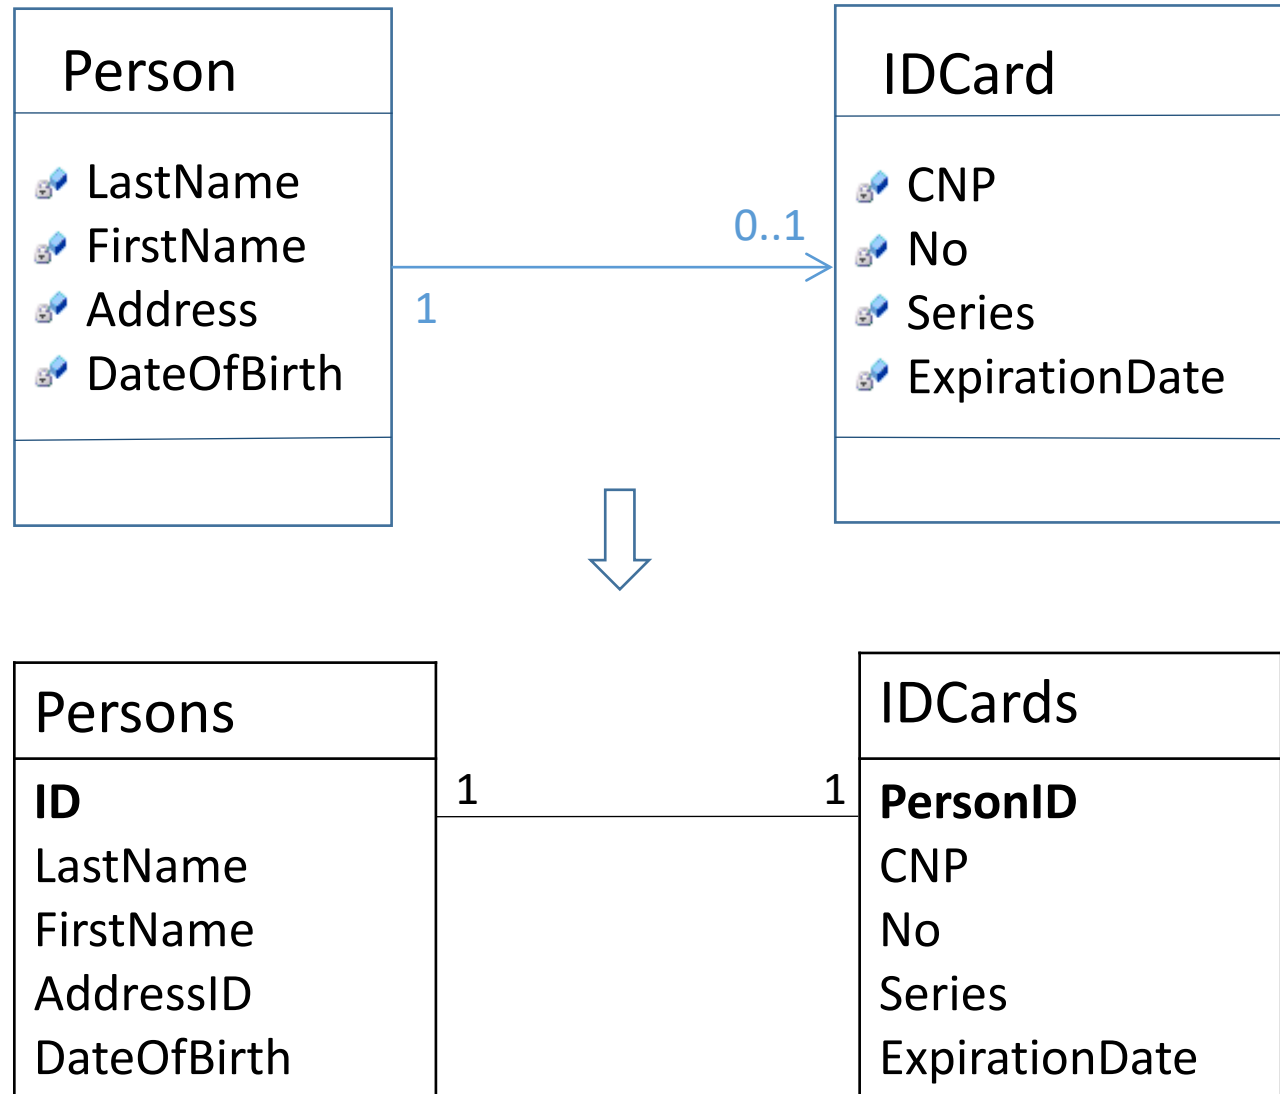 Person
LastName
FirstName
Address
DateOfBirth
1
0..1
IDCard
CNP
No
Series
ExpirationDate
Persons
ID
LastName
FirstName
AddressID
DateOfBirth
1
1
IDCards
PersonID
CNP
No
Series
ExpirationDate